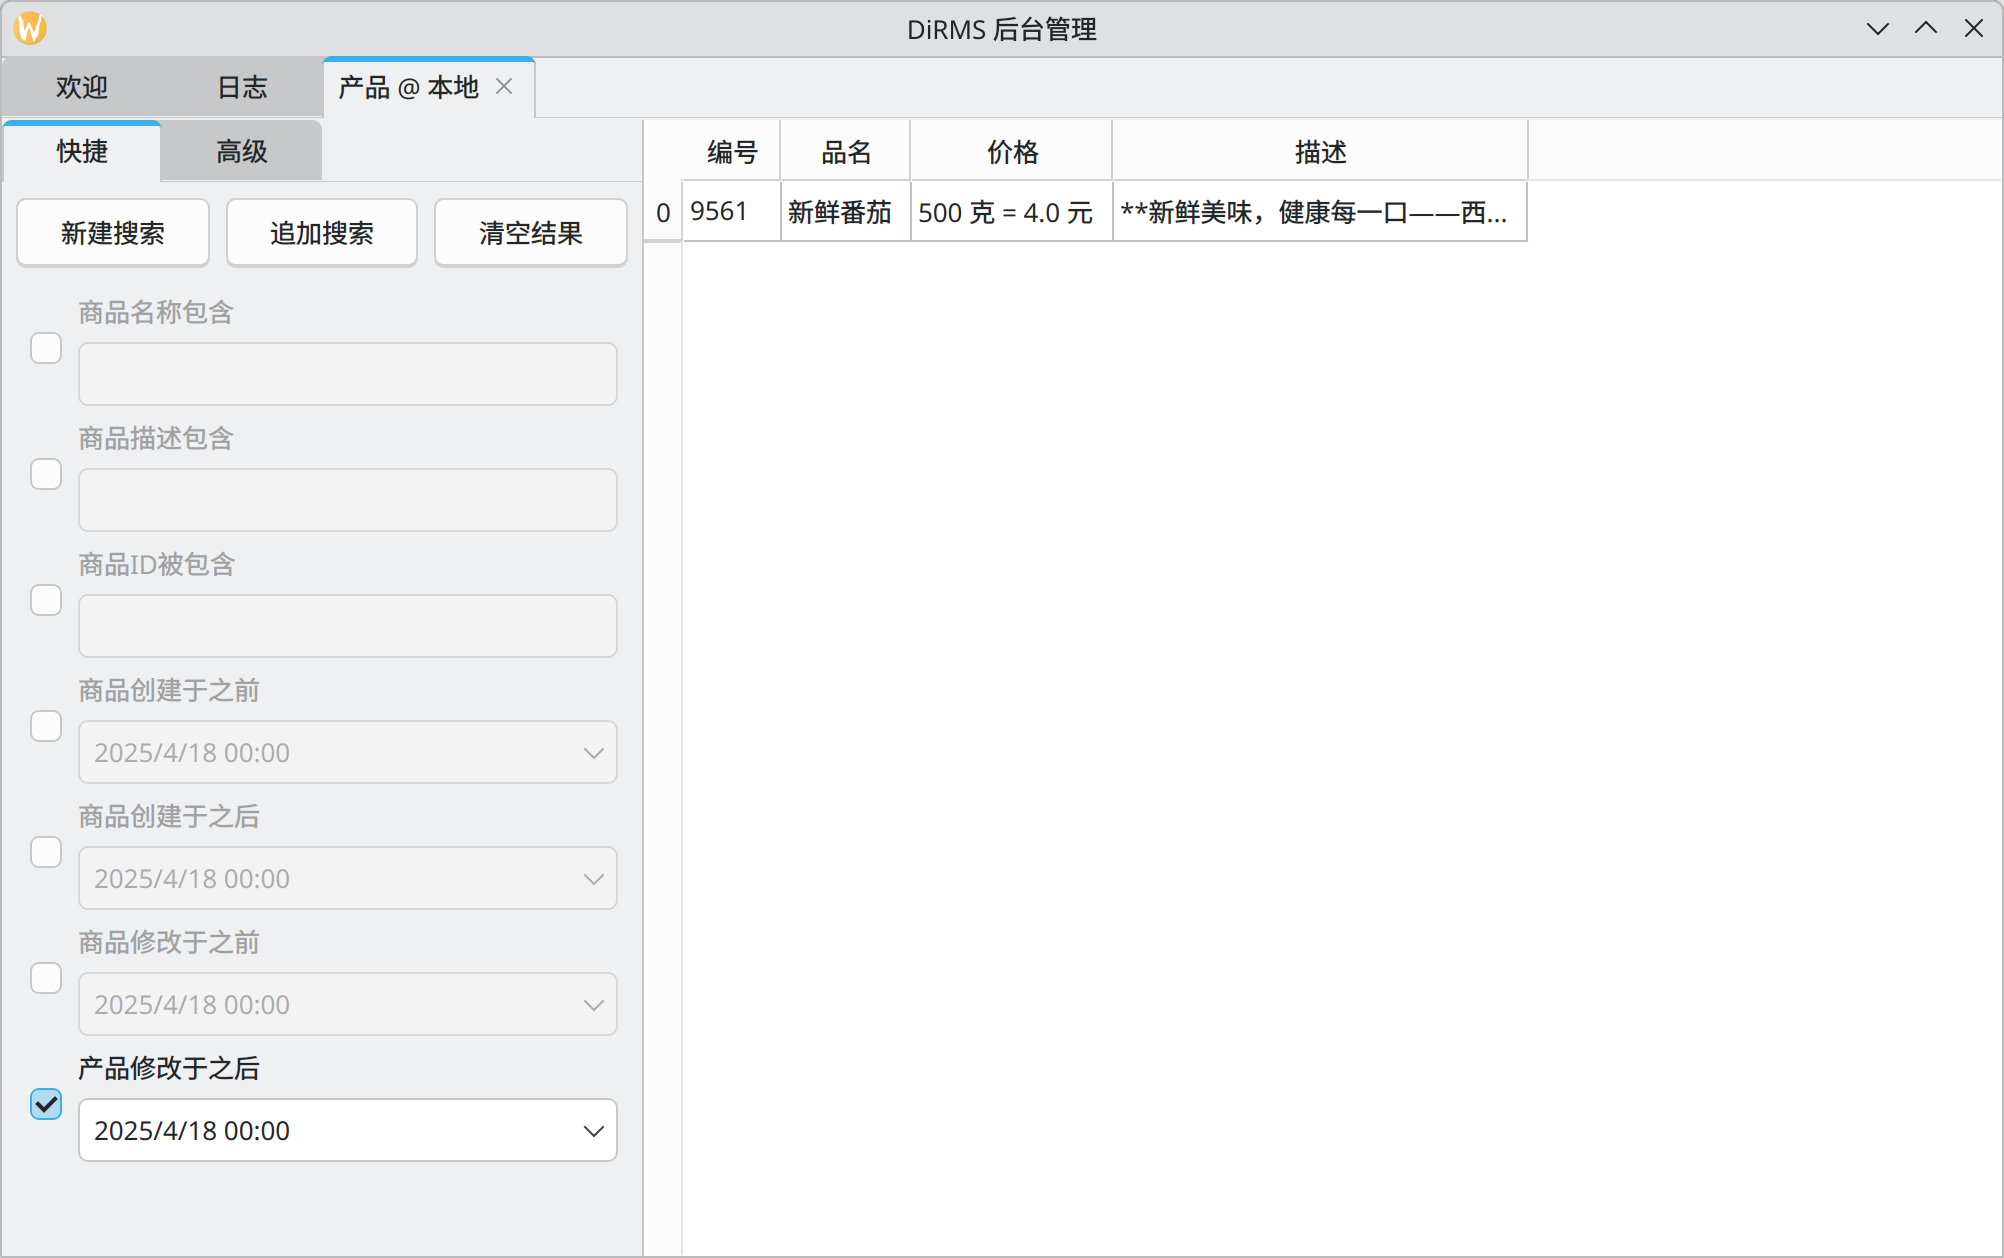 DiRMS 后台管理
欢迎 日志 产品 @ 本地
快捷 高级
新建搜索 追加搜索 清空结果
商品名称包含
商品描述包含
商品ID被包含
商品创建于之前
2025/4/18 00:00
商品创建于之后
2025/4/18 00:00
商品修改于之前
2025/4/18 00:00
产品修改于之后
2025/4/18 00:00
编号 品名 价格 描述
0 9561 新鲜番茄 500 克 = 4.0 元 **新鲜美味，健康每一口——西...